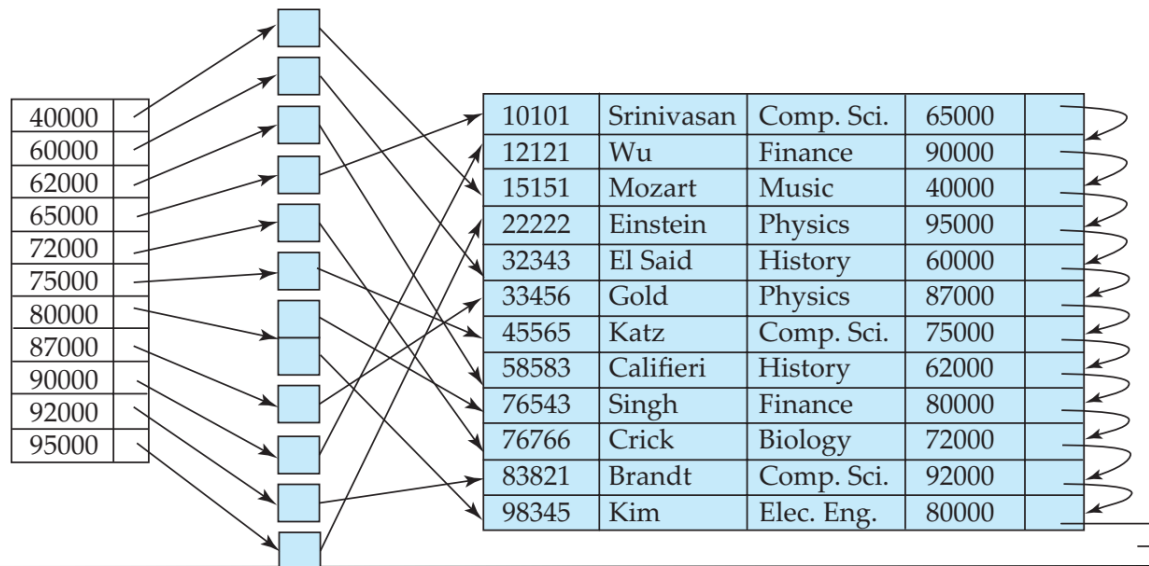 40000
60000
62000
65000
72000
75000
80000
87000
90000
92000
95000
10101 Srinivasan Comp. Sci. 65000
12121 Wu Finance 90000
15151 Mozart Music 40000
22222 Einstein Physics 95000
32343 El Said History 60000
33456 Gold Physics 87000
45565 Katz Comp. Sci. 75000
58583 Califieri History 62000
76543 Singh Finance 80000
76766 Crick Biology 72000
83821 Brandt Comp. Sci. 92000
98345 Kim Elec. Eng. 80000